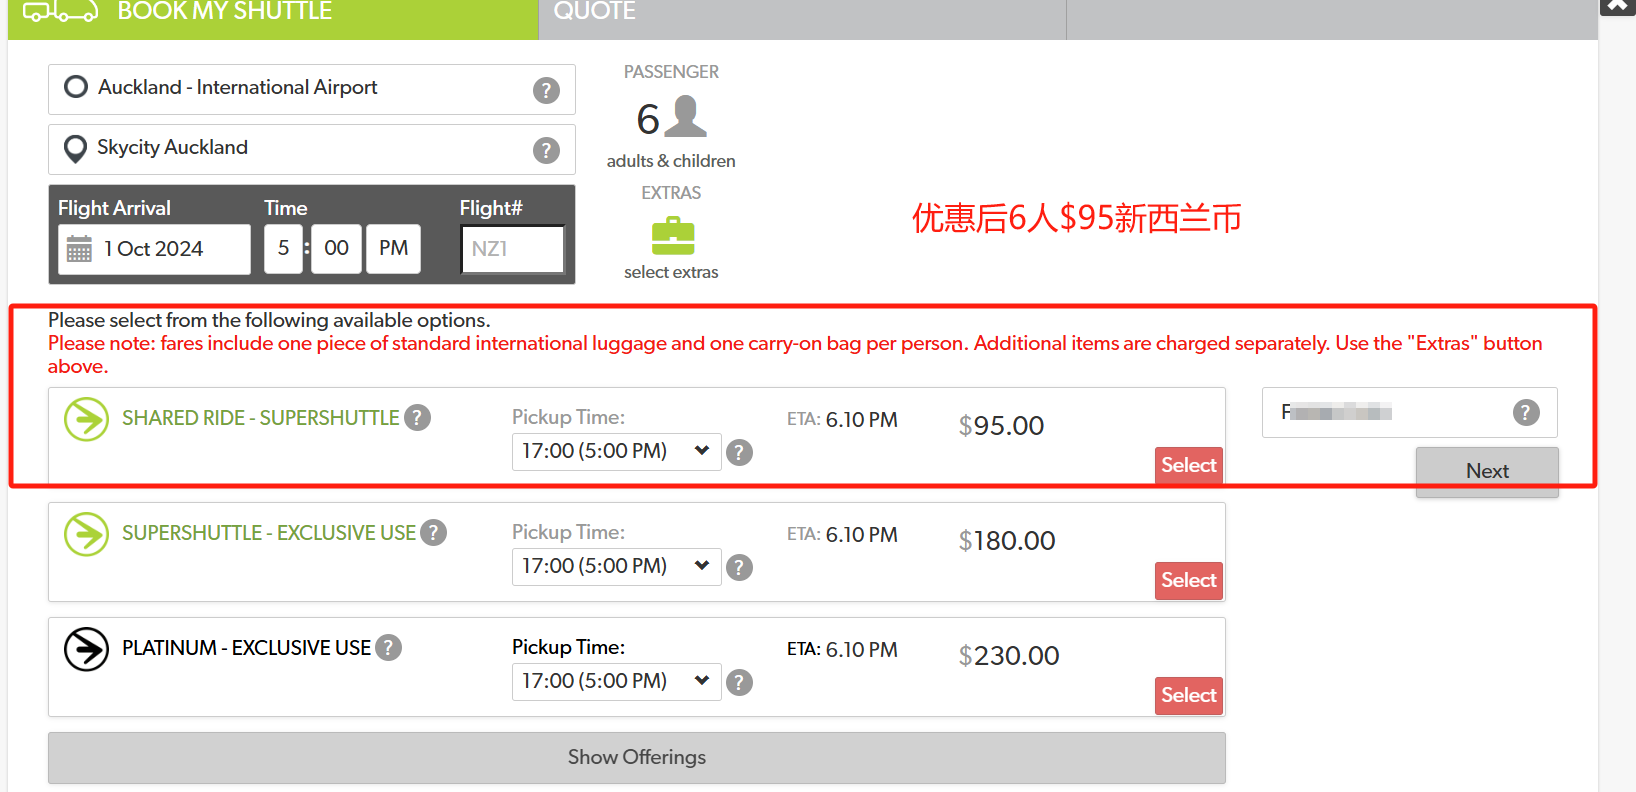 BOOK MY SHUTTLE
QUOTE
Auckland - International Airport
?
Skycity Auckland
?
Flight Arrival
Time
Flight#
1 Oct 2024
5 : 00 PM
NZ1
PASSENGER
6
adults & children
EXTRAS
select extras
优惠后6人$95新西兰币
Please select from the following available options.
Please note: fares include one piece of standard international luggage and one carry-on bag per person. Additional items are charged separately. Use the "Extras" button
above.
SHARED RIDE - SUPERSHUTTLE ?
Pickup Time:
17:00 (5:00 PM) ?
ETA: 6.10 PM
$95.00
Select
F
?
Next
SUPERSHUTTLE - EXCLUSIVE USE ?
Pickup Time:
17:00 (5:00 PM) ?
ETA: 6.10 PM
$180.00
Select
PLATINUM - EXCLUSIVE USE ?
Pickup Time:
17:00 (5:00 PM) ?
ETA: 6.10 PM
$230.00
Select
Show Offerings